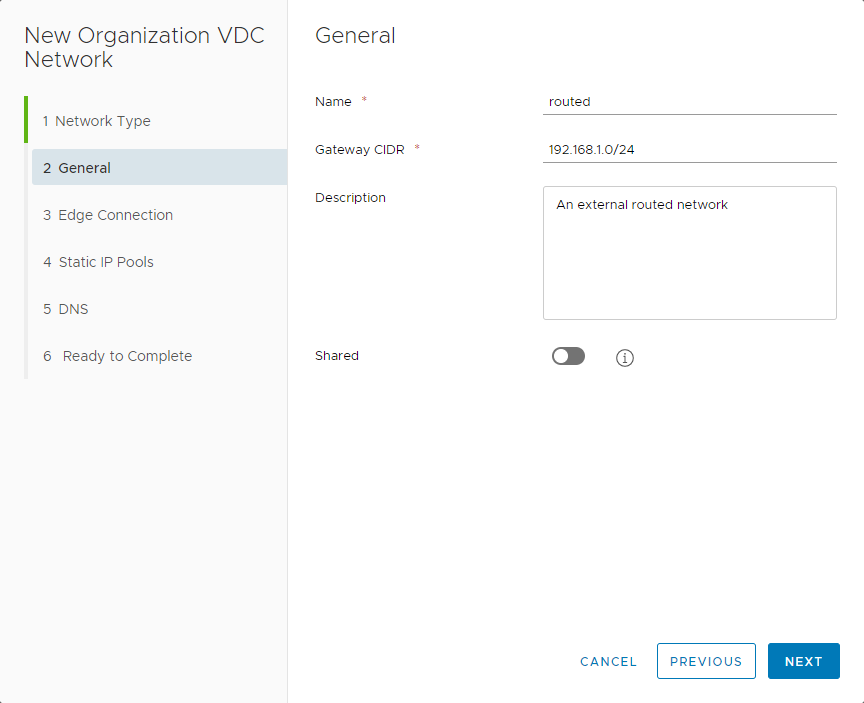 New Organization VDC
Network
1 Network Type
2 General
3 Edge Connection
4 Static IP Pools
5 DNS
6 Ready to Complete
General
Name *
routed
Gateway CIDR *
192.168.1.0/24
Description
An external routed network
Shared
CANCEL
PREVIOUS
NEXT